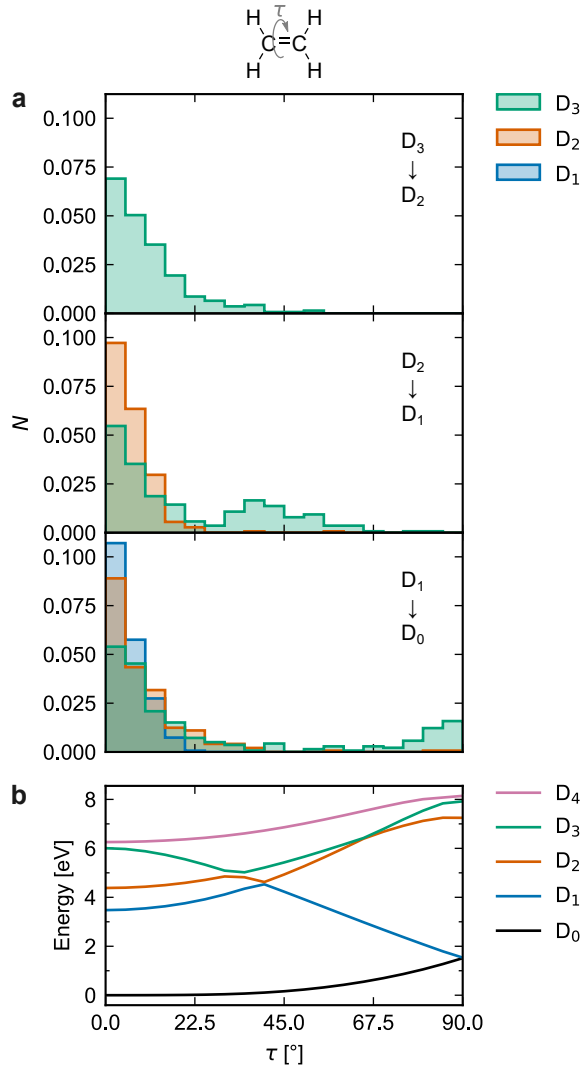 H τ H
C=C
H H
a
0.100
0.075
0.050
0.025
0.000
D₃
↓
D₂
D₃
D₂
D₁
0.100
0.075
0.050
0.025
0.000
N
D₂
↓
D₁
0.100
0.075
0.050
0.025
0.000
D₁
↓
D₀
b
8
6
4
2
0
Energy [eV]
D₄
D₃
D₂
D₁
D₀
0.0 22.5 45.0 67.5 90.0
τ [°]